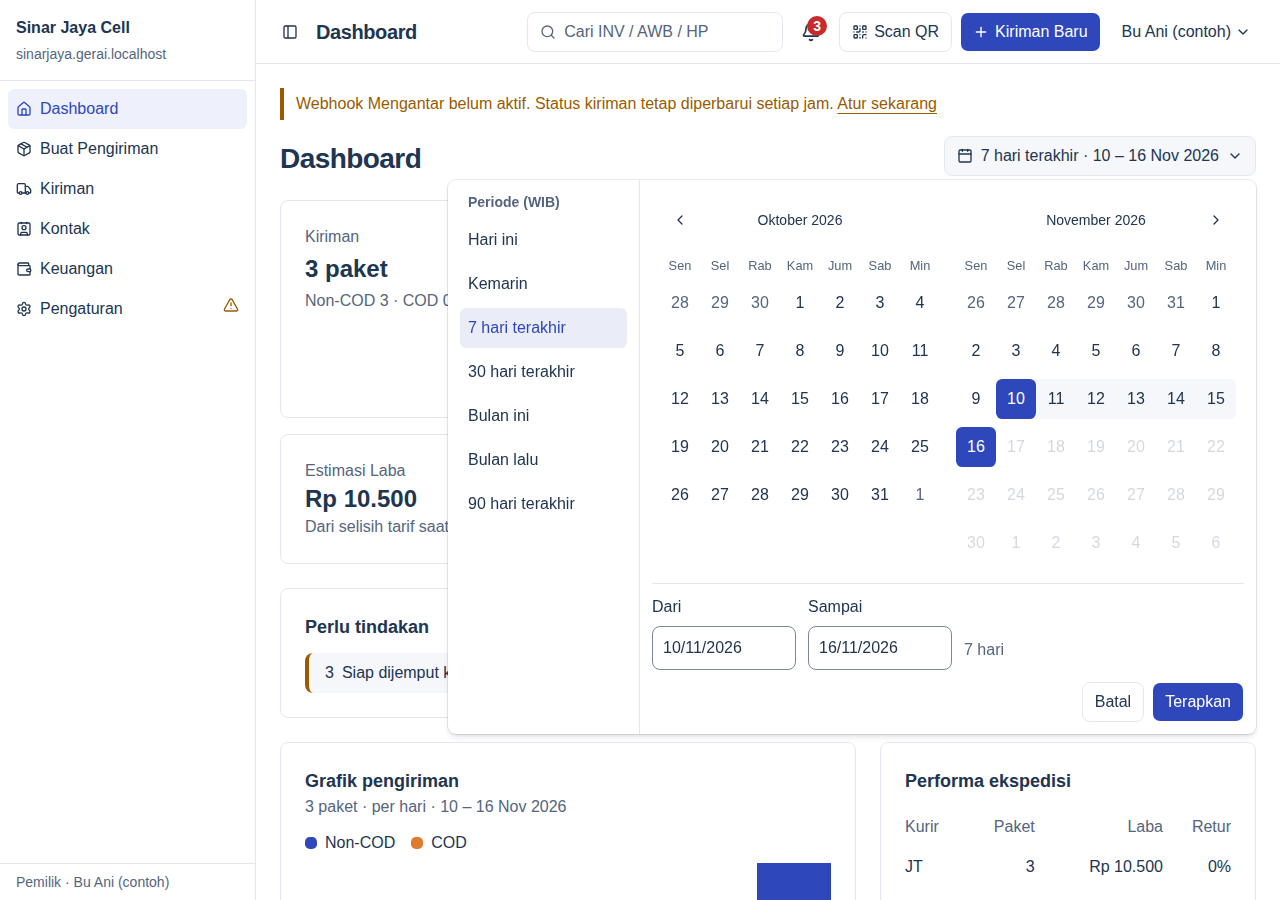 Sinar Jaya Cell
sinarjaya.gerai.localhost
Dashboard
Buat Pengiriman
Kiriman
Kontak
Keuangan
Pengaturan
Pemilik · Bu Ani (contoh)
Dashboard
Cari INV / AWB / HP
3
Scan QR
Kiriman Baru
Bu Ani (contoh)
Webhook Mengantar belum aktif. Status kiriman tetap diperbarui setiap jam. Atur sekarang
Dashboard
7 hari terakhir · 10 – 16 Nov 2026
Kiriman
3 paket
Non-COD 3 · COD 0
Estimasi Laba
Rp 10.500
Dari selisih tarif saat
Perlu tindakan
3 Siap dijemput
Periode (WIB)
Hari ini
Kemarin
7 hari terakhir
30 hari terakhir
Bulan ini
Bulan lalu
90 hari terakhir
Oktober 2026
Sen Sel Rab Kam Jum Sab Min
28 29 30 1 2 3 4
5 6 7 8 9 10 11
12 13 14 15 16 17 18
19 20 21 22 23 24 25
26 27 28 29 30 31 1
November 2026
Sen Sel Rab Kam Jum Sab Min
26 27 28 29 30 31 1
2 3 4 5 6 7 8
9 10 11 12 13 14 15
16 17 18 19 20 21 22
23 24 25 26 27 28 29
30 1 2 3 4 5 6
Dari
Sampai
10/11/2026
16/11/2026
7 hari
Batal
Terapkan
Grafik pengiriman
3 paket · per hari · 10 – 16 Nov 2026
Non-COD
COD
Performa ekspedisi
Kurir Paket Laba Retur
JT 3 Rp 10.500 0%